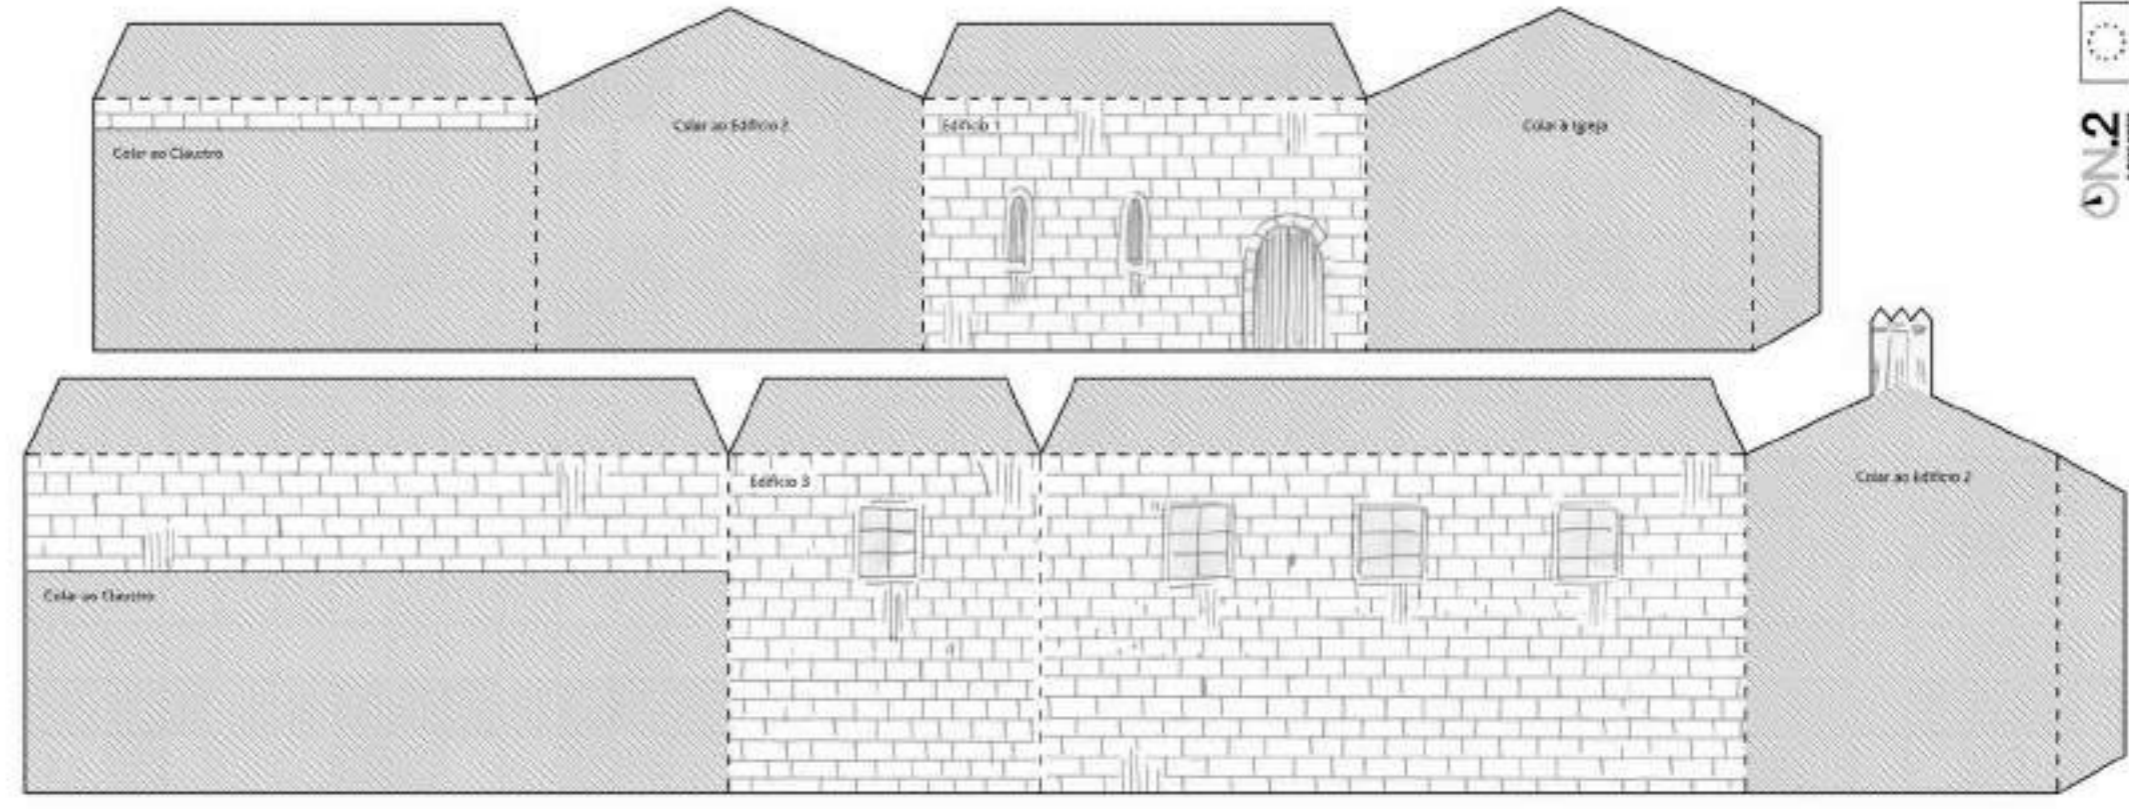 Colar ao Edifício 2
Edifício 1
Colar à Igreja
Colar ao Claustro
ON.2
Edifício 3
Colar ao Edifício 2
Colar ao Claustro